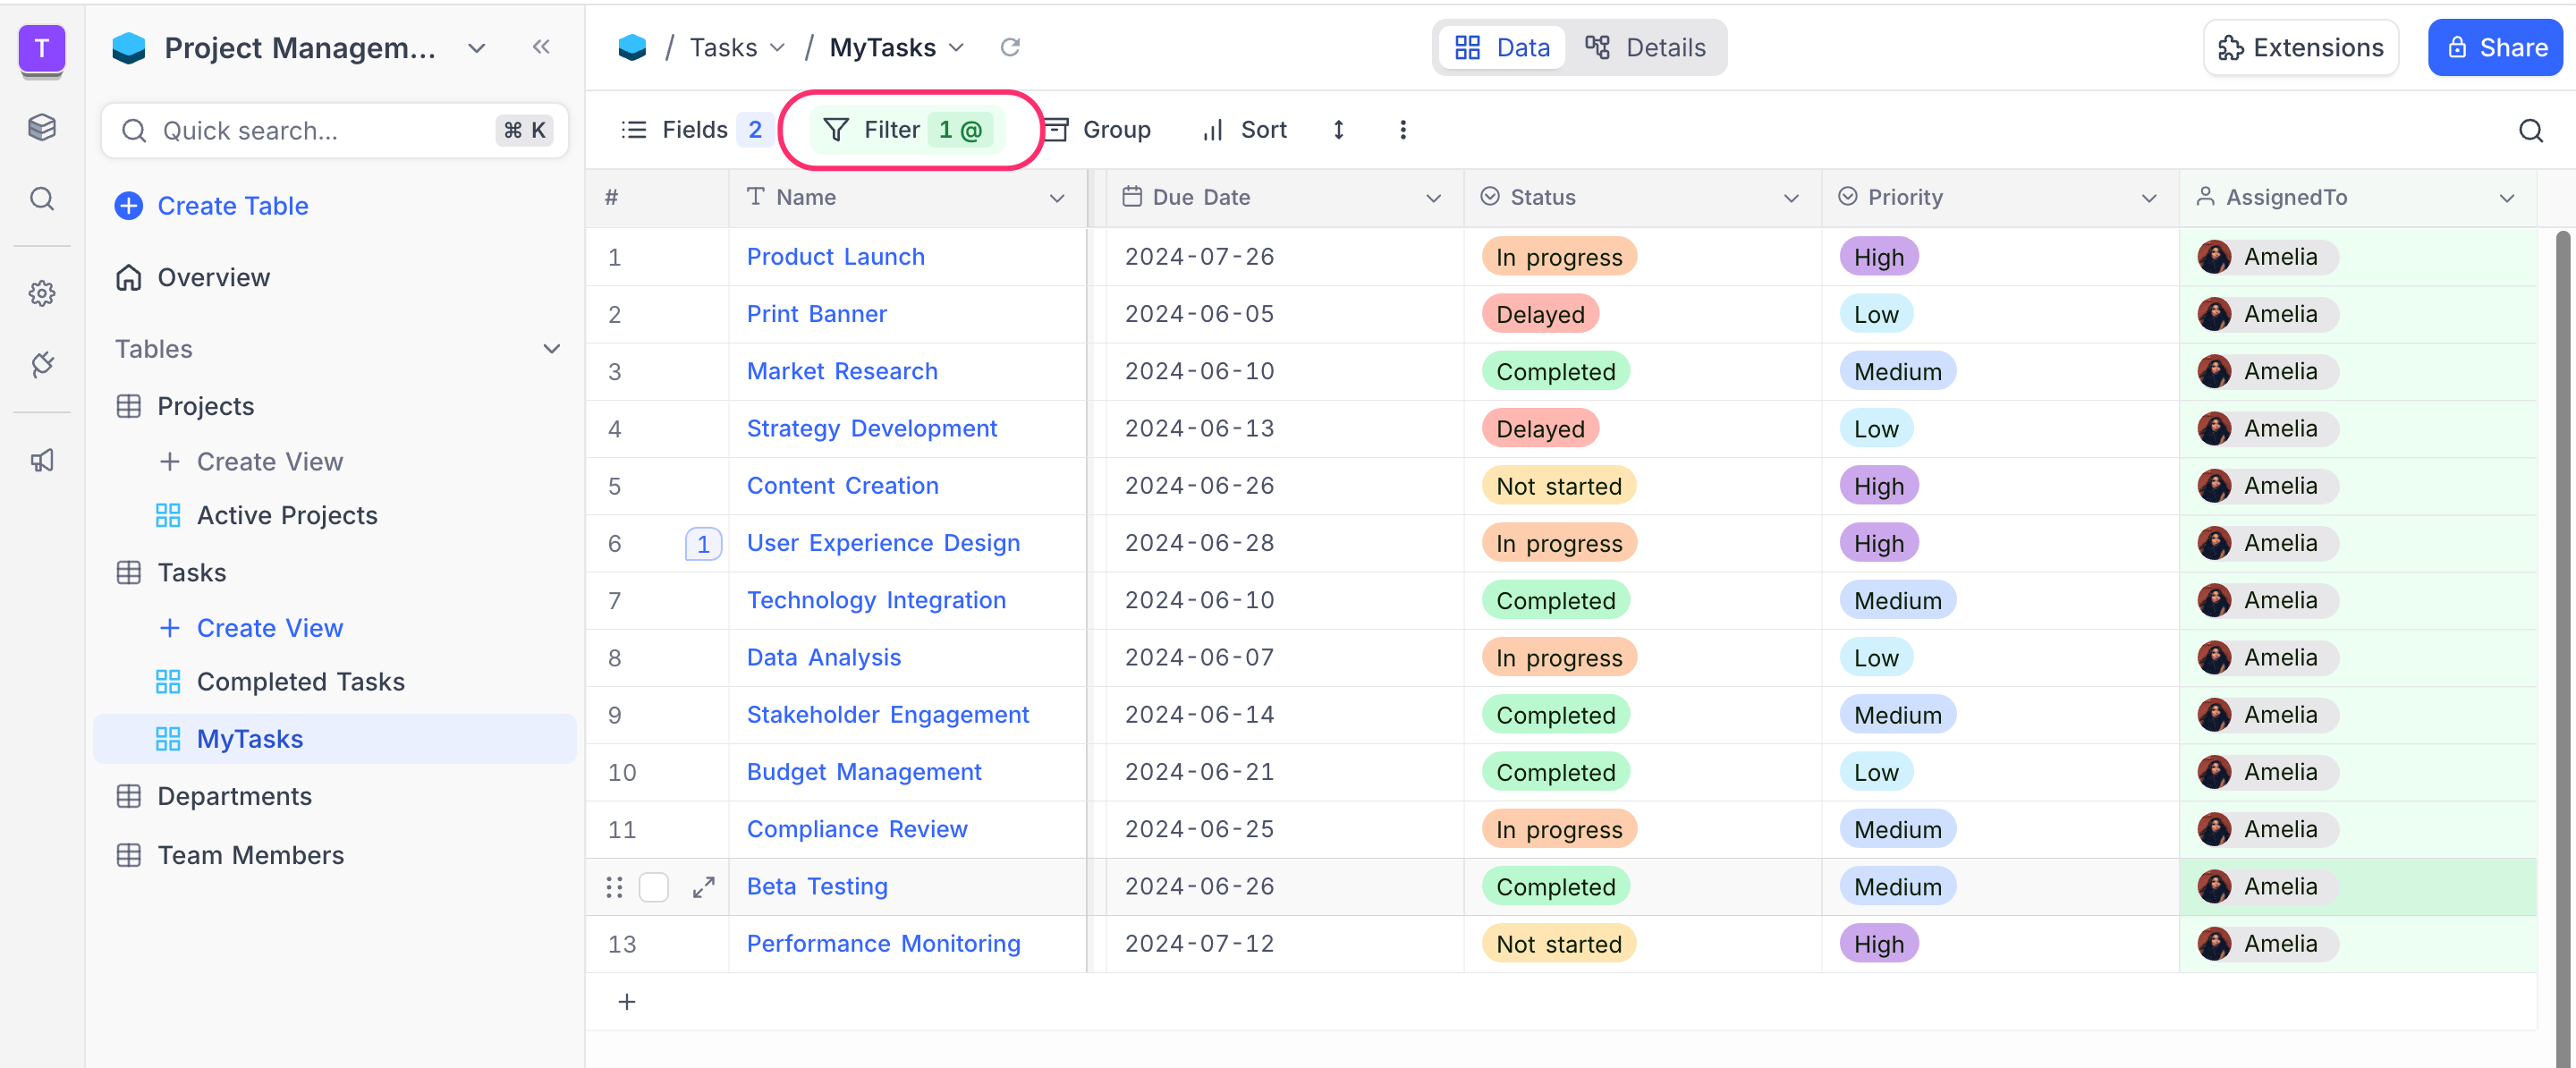 T
Project Managem...
Quick search...
⌘ K
Create Table
Overview
Tables
Projects
Create View
Active Projects
Tasks
Create View
Completed Tasks
MyTasks
Departments
Team Members
/ Tasks / MyTasks
Data
Details
Extensions
Share
Fields 2
Filter 1 @
Group
Sort
# Name Due Date Status Priority AssignedTo
1 Product Launch 2024-07-26 In progress High Amelia
2 Print Banner 2024-06-05 Delayed Low Amelia
3 Market Research 2024-06-10 Completed Medium Amelia
4 Strategy Development 2024-06-13 Delayed Low Amelia
5 Content Creation 2024-06-26 Not started High Amelia
6 1 User Experience Design 2024-06-28 In progress High Amelia
7 Technology Integration 2024-06-10 Completed Medium Amelia
8 Data Analysis 2024-06-07 In progress Low Amelia
9 Stakeholder Engagement 2024-06-14 Completed Medium Amelia
10 Budget Management 2024-06-21 Completed Low Amelia
11 Compliance Review 2024-06-25 In progress Medium Amelia
Beta Testing 2024-06-26 Completed Medium Amelia
13 Performance Monitoring 2024-07-12 Not started High Amelia